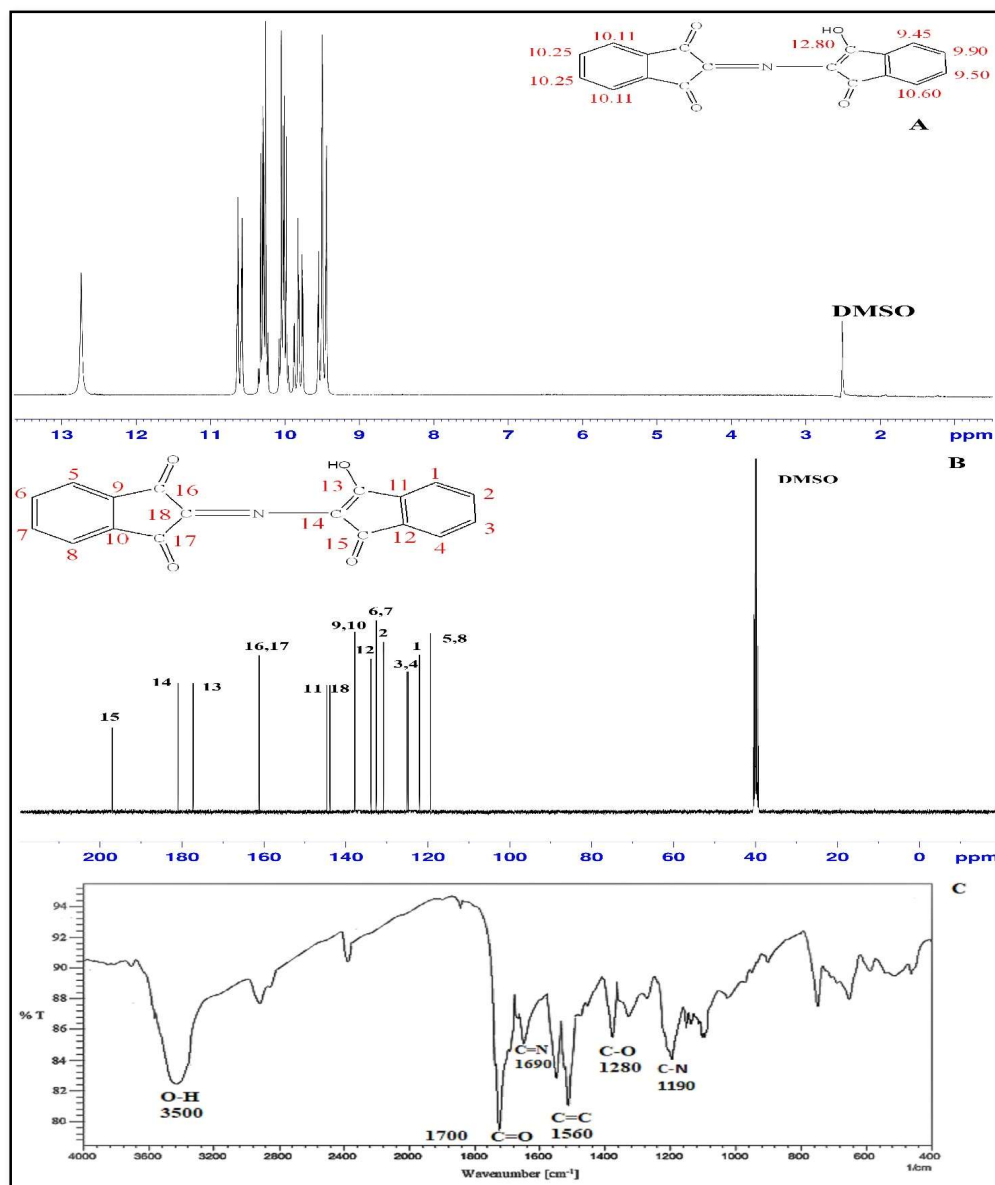 O HO
10.11 12.80 9.45
10.25 C C 9.90
C N C
10.25 C C 9.50
10.11 10.60
O O
A
DMSO
13 12 11 10 9 8 7 6 5 4 3 2 ppm
B
DMSO
O HO
5 C 13 C 1
6 9 16 11 2
18 C N 14 C
7 10 C 17 15 C 12 3
8 O O 4
6,7
9,10 2
12 1 5,8
16,17 3,4
14 13 11 18
15
200 180 160 140 120 100 80 60 40 20 0 ppm
C
94
92
90
88
% T
86
84
82
80
O-H
3500
C=N
1690
C-O
1280
C-N
1190
C=C
1560
1700 C=O
4000 3600 3200 2800 2400 2000 1800 1600 1400 1200 1000 800 600 400
Wavenumber [cm⁻¹] 1/cm